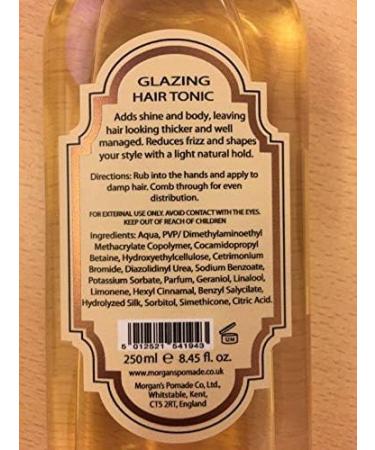 GLAZING
HAIR TONIC
Adds shine and body, leaving
hair looking thicker and well
managed. Reduces frizz and shapes
your style with a light natural hold.
Directions: Rub into the hands and apply to
damp hair. Comb through for even
distribution.
FOR EXTERNAL USE ONLY. AVOID CONTACT WITH THE EYES.
KEEP OUT OF REACH OF CHILDREN
Ingredients: Aqua, PVP/ Dimethylaminoethyl
Methacrylate Copolymer, Cocamidopropyl
Betaine, Hydroxyethylcellulose, Cetrimonium
Bromide, Diazolidinyl Urea, Sodium Benzoate,
Potassium Sorbate, Parfum, Geraniol, Linalool,
Limonene, Hexyl Cinnamal, Benzyl Salicylate,
Hydrolyzed Silk, Sorbitol, Simethicone, Citric Acid.
5 012521 541943
250ml e 8.45 fl. oz.
www.morganspomade.co.uk
Morgan's Pomade Co, Ltd.,
Whitstable, Kent,
CT5 2RT, England